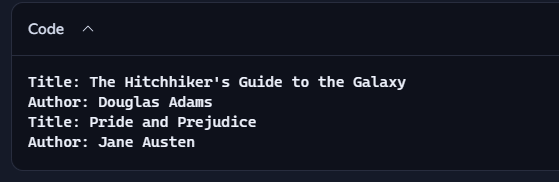 Code
Title: The Hitchhiker's Guide to the Galaxy
Author: Douglas Adams
Title: Pride and Prejudice
Author: Jane Austen